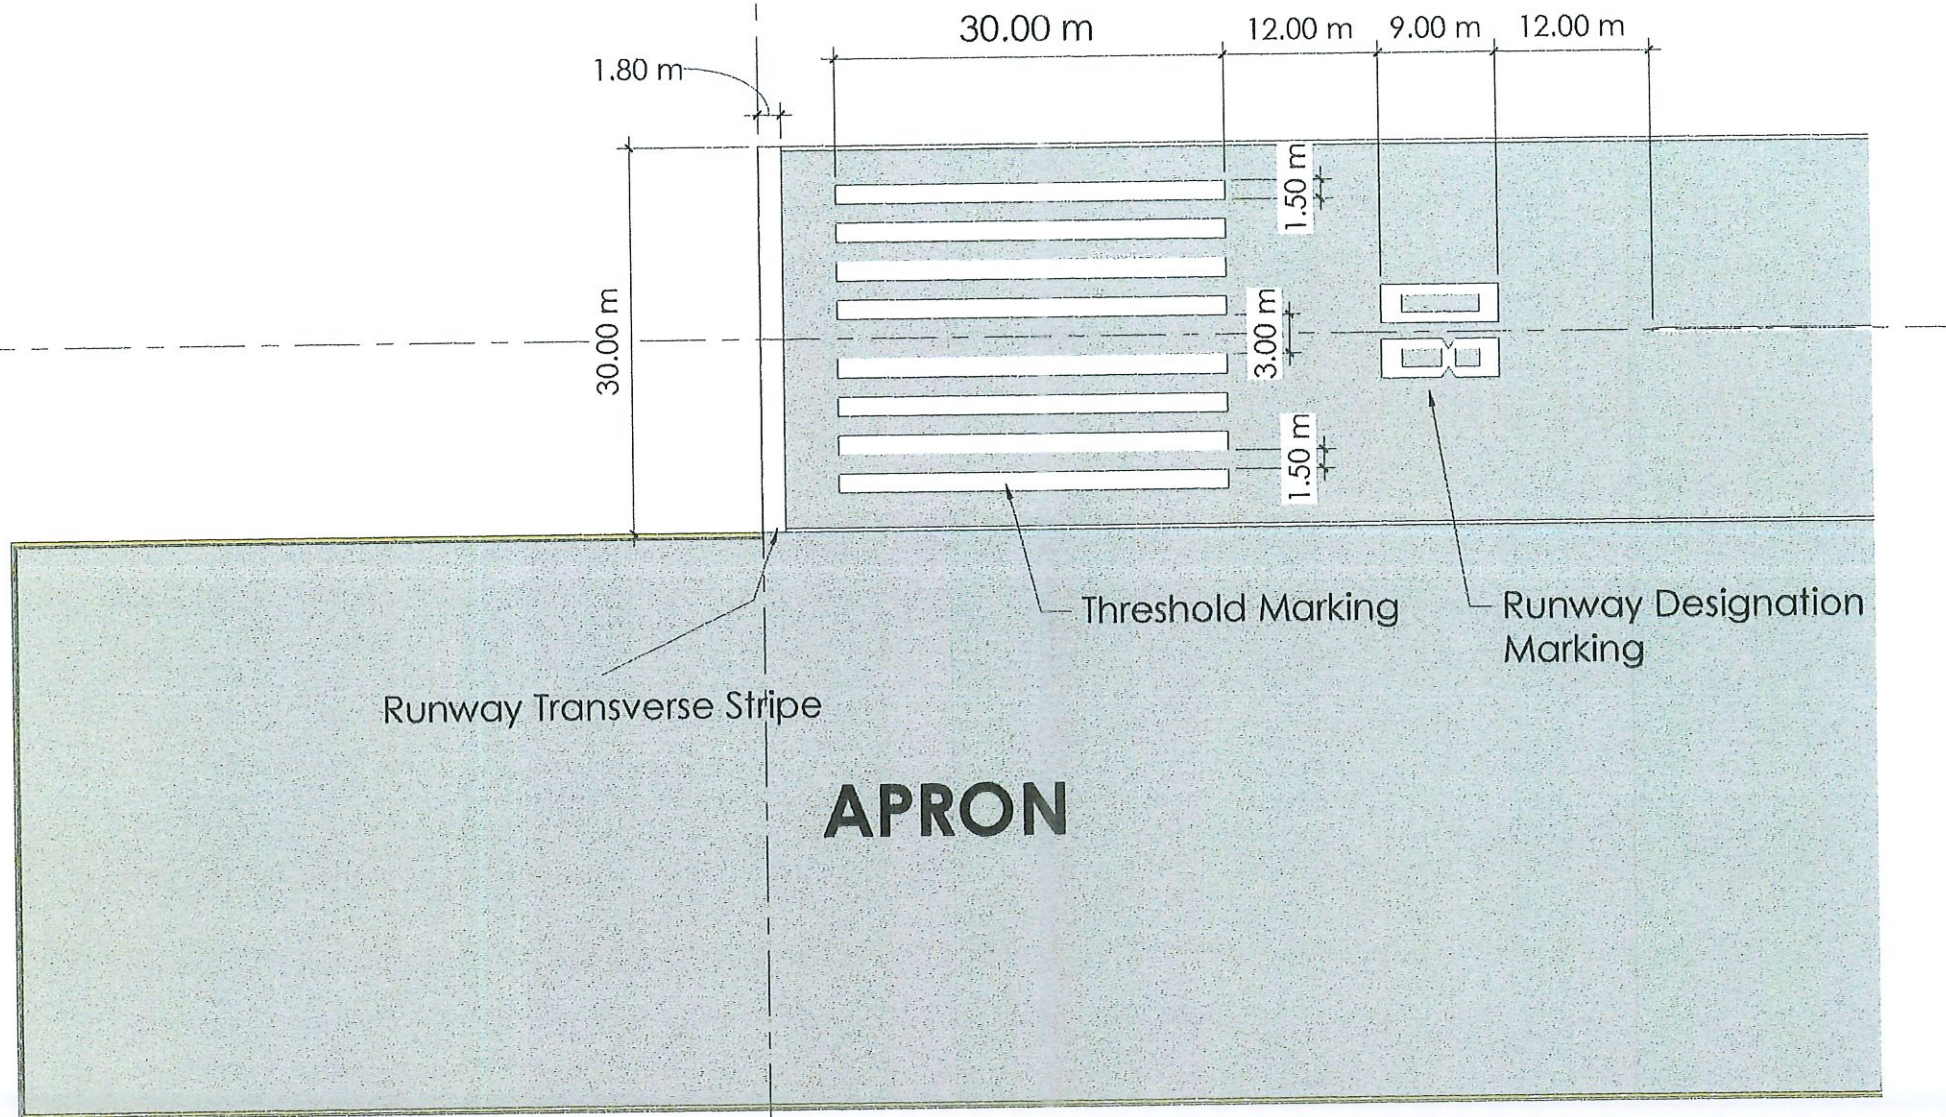 30.00 m
12.00 m
9.00 m
12.00 m
1.80 m
1.50 m
30.00 m
3.00 m
1.50 m
Threshold Marking
Runway Designation
Marking
Runway Transverse Stripe
APRON
08